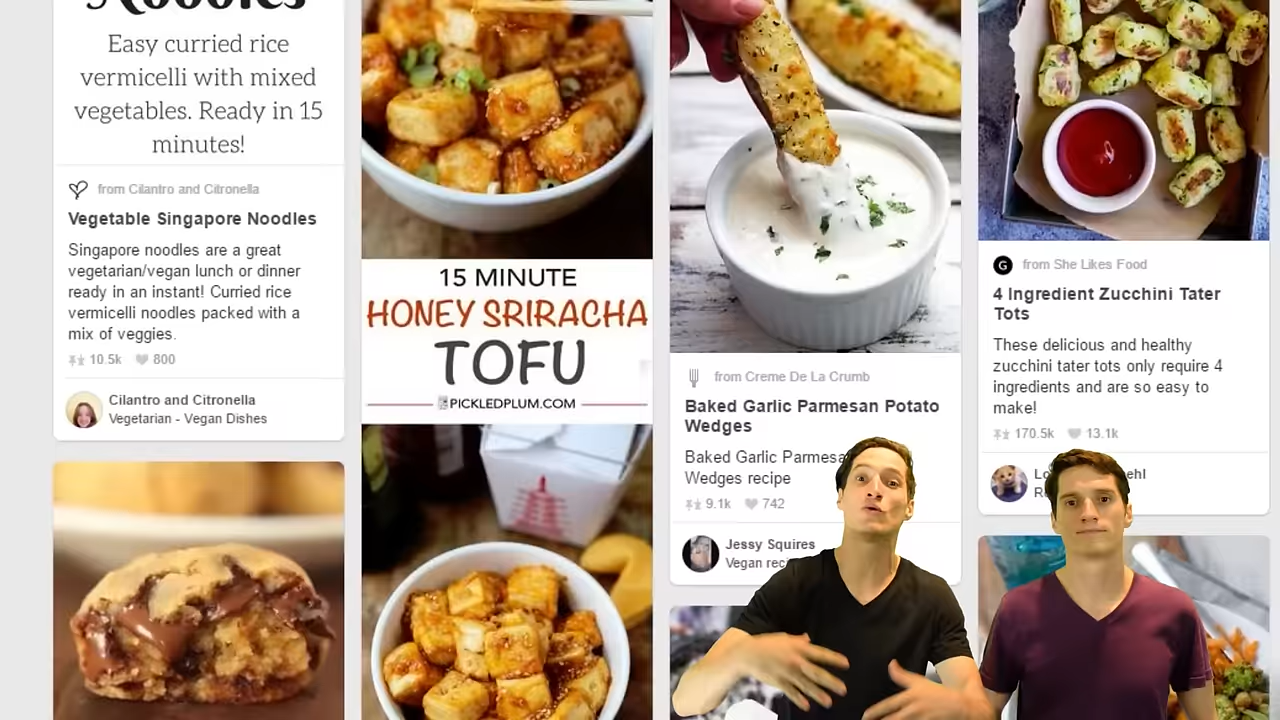 Noodles
Easy curried rice
vermicelli with mixed
vegetables. Ready in 15
minutes!
from Cilantro and Citronella
Vegetable Singapore Noodles
Singapore noodles are a great
vegetarian/vegan lunch or dinner
ready in an instant! Curried rice
vermicelli noodles packed with a
mix of veggies.
10.5k 800
Cilantro and Citronella
Vegetarian - Vegan Dishes
15 MINUTE
HONEY SRIRACHA
TOFU
PICKLEDPLUM.COM
from Creme De La Crumb
Baked Garlic Parmesan Potato
Wedges
Baked Garlic Parmesa
Wedges recipe
9.1k 742
Jessy Squires
Vegan reci
G from She Likes Food
4 Ingredient Zucchini Tater
Tots
These delicious and healthy
zucchini tater tots only require 4
ingredients and are so easy to
make!
170.5k 13.1k